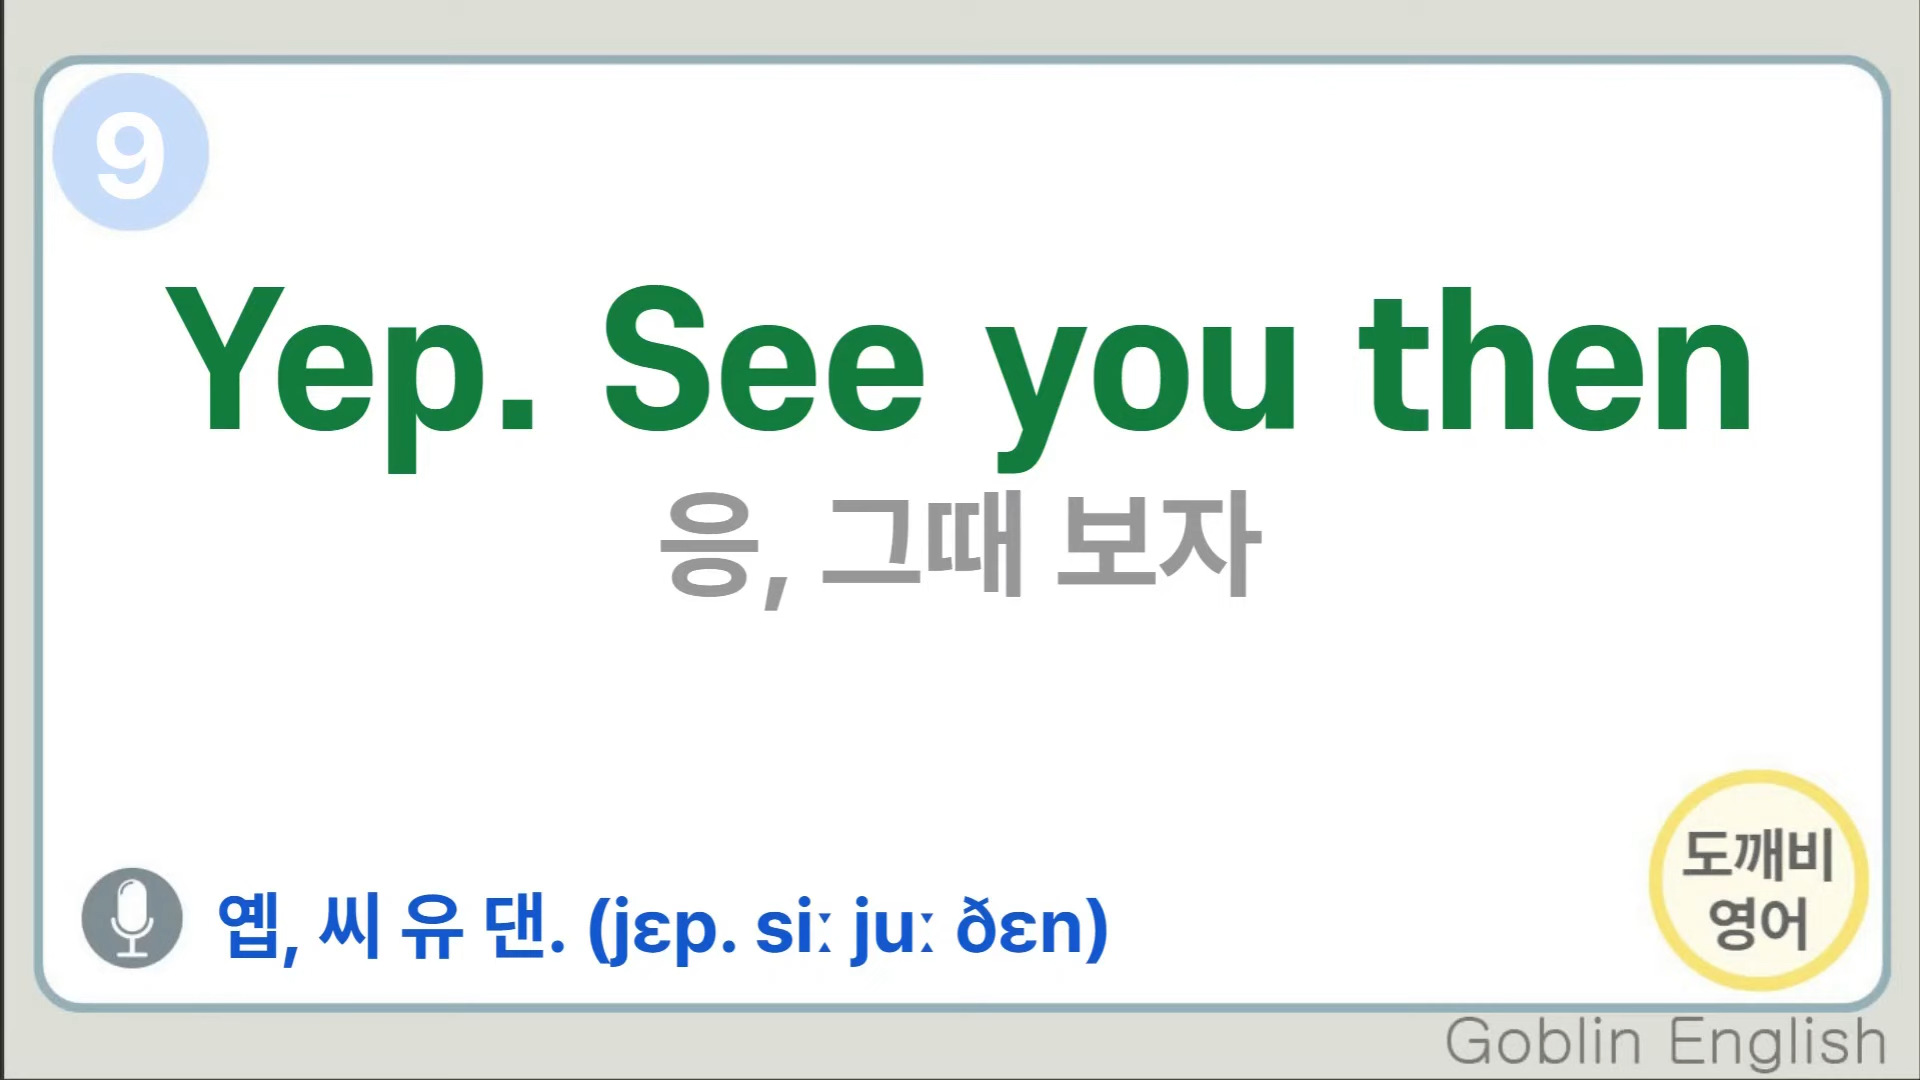 9
Yep. See you then
응, 그때 보자
옙, 씨 유 댄. (jɛp. siː juː ðɛn)
도깨비
영어
Goblin English